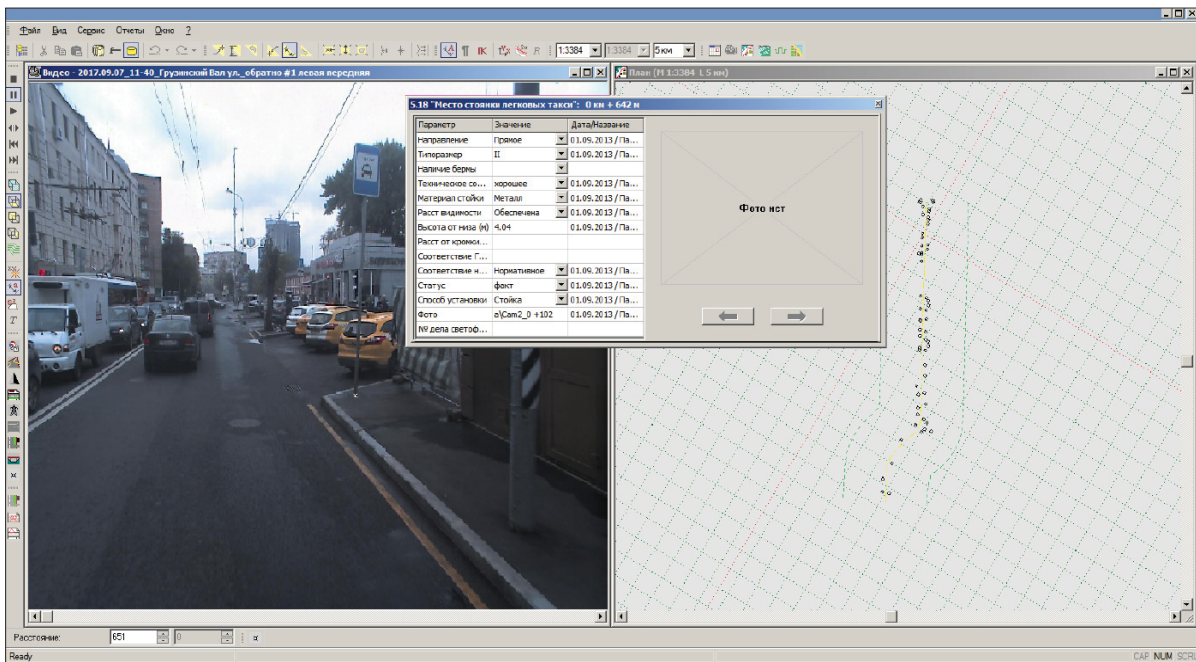 Файл Вид Сервис Отчеты Окно ?
1:3384 1:3384 5 км
Видео - 2017.09.07_11-40_Грузинский Вал ул._обратно #1 левая передняя
План (М 1:3384 L 5 км)
5.18 "Место стоянки легковых такси": 0 км + 642 м
Параметр Значение Дата/Название
Направление Прямое 01.09.2013 / Па...
Типоразмер II 01.09.2013 / Па...
Наличие бермы
Техническое со... хорошее 01.09.2013 / Па...
Материал стойки Металл 01.09.2013 / Па...
Расст видимости Обеспечена 01.09.2013 / Па...
Высота от низа (м) 4,04 01.09.2013 / Па...
Расст от кромки...
Соответствие Г...
Соответствие н... Нормативное 01.09.2013 / Па...
Статус факт 01.09.2013 / Па...
Способ установки Стойка 01.09.2013 / Па...
Фото а\Cam2_0 +102 01.09.2013 / Па...
№ дела светоф...
Фото нет
Расстояние: 651 0
Ready
CAP NUM SCRL